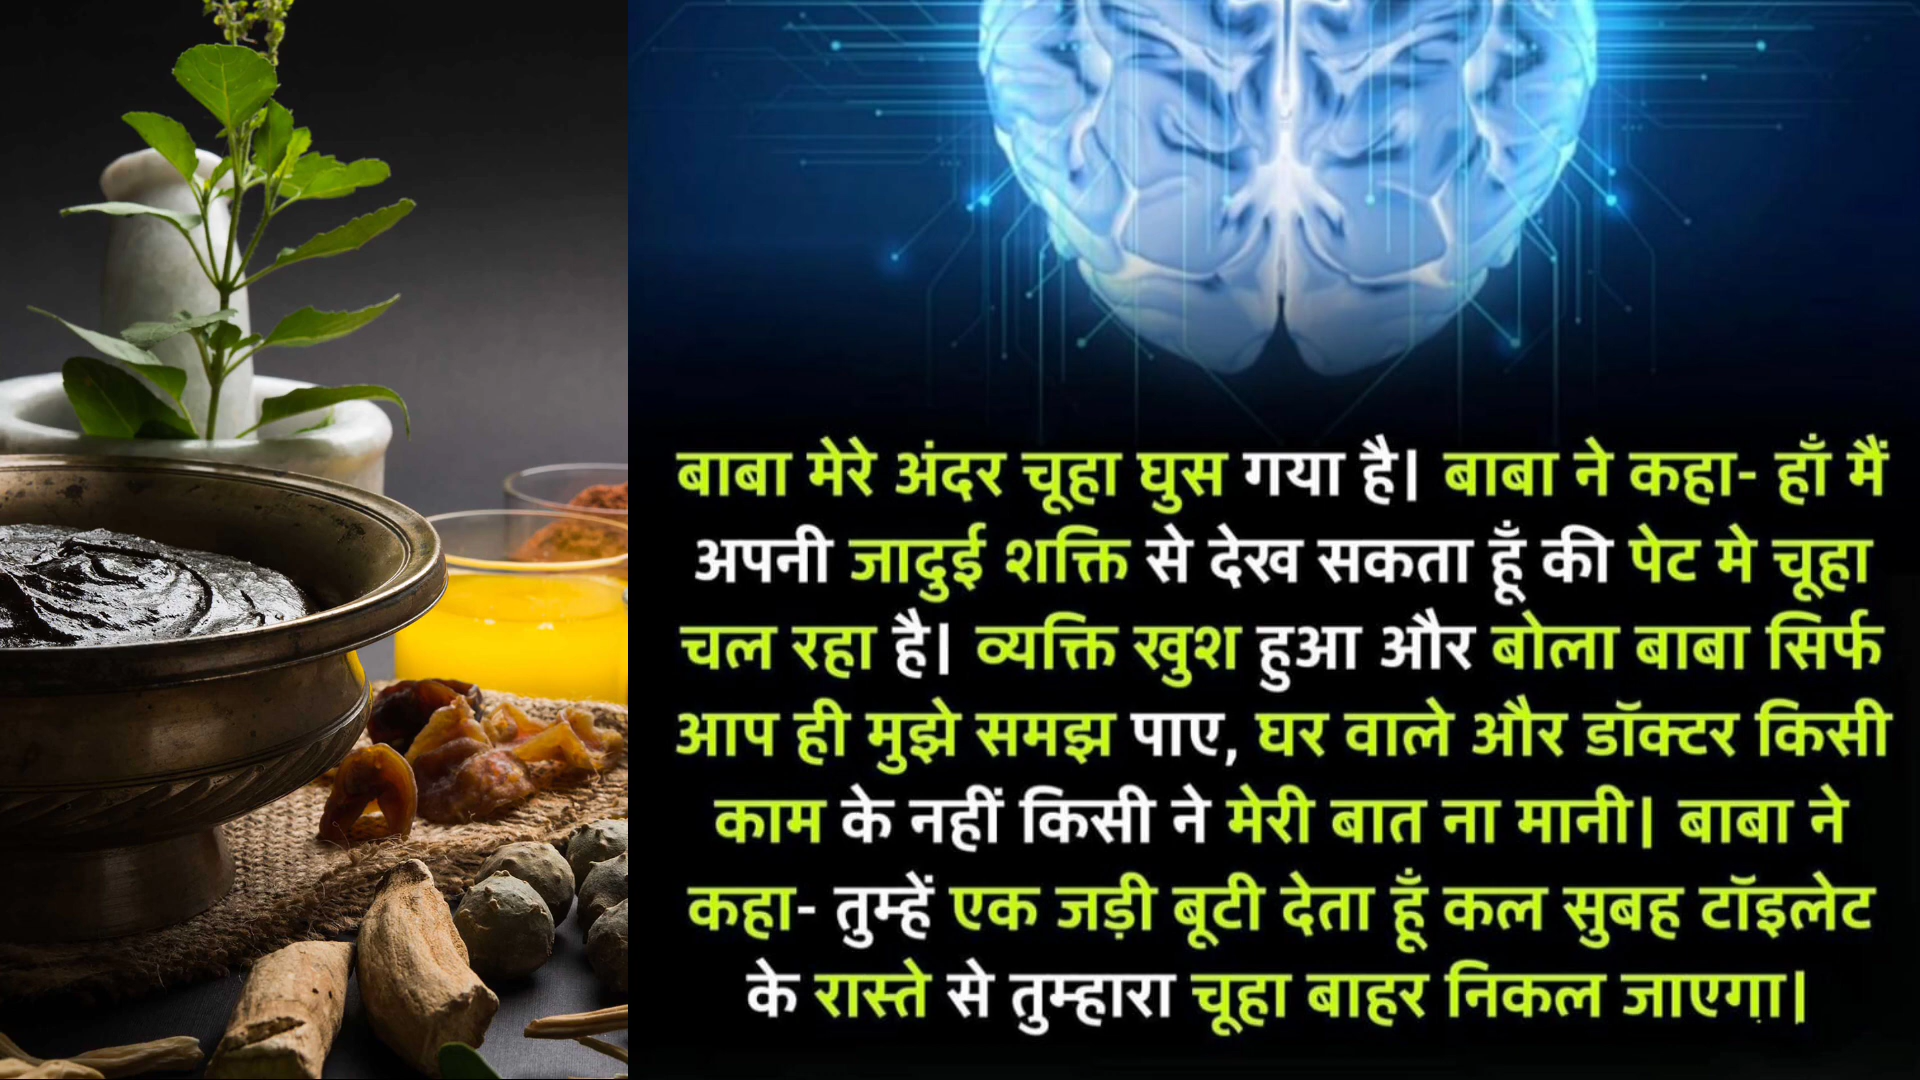 बाबा मेरे अंदर चूहा घुस गया है। बाबा ने कहा- हाँ मैं
अपनी जादुई शक्ति से देख सकता हूँ की पेट मे चूहा
चल रहा है। व्यक्ति खुश हुआ और बोला बाबा सिर्फ
आप ही मुझे समझ पाए, घर वाले और डॉक्टर किसी
काम के नहीं किसी ने मेरी बात ना मानी। बाबा ने
कहा- तुम्हें एक जड़ी बूटी देता हूँ कल सुबह टॉइलेट
के रास्ते से तुम्हारा चूहा बाहर निकल जाएगा।